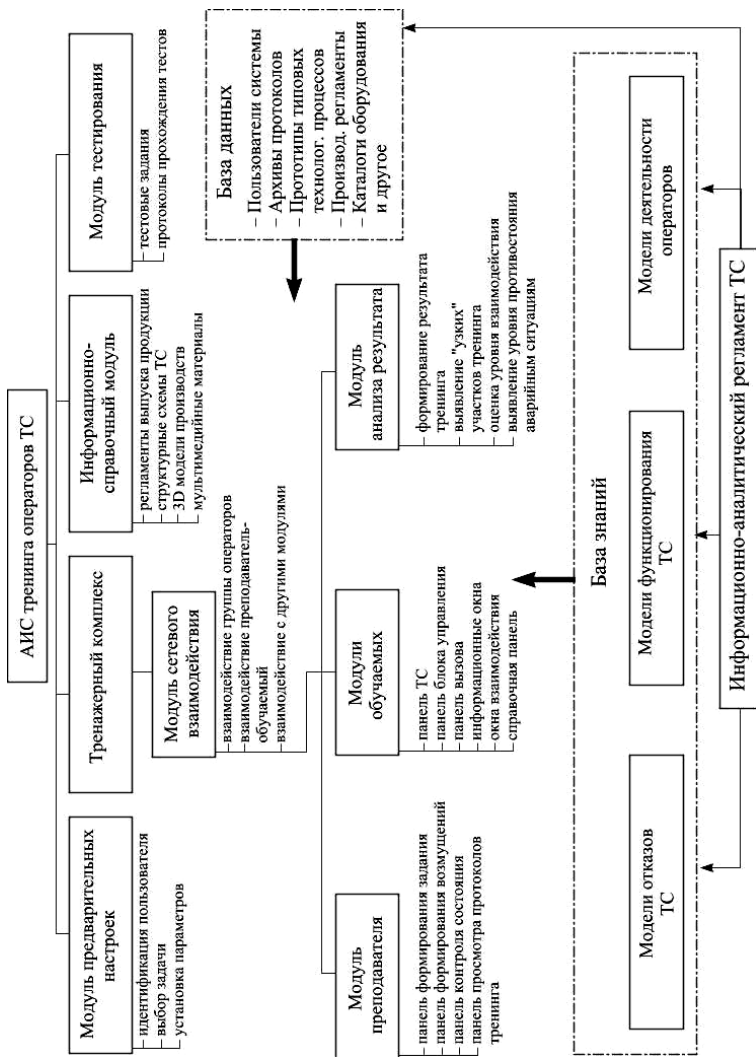 АИС тренинга операторов ТС
Модуль предварительных
настроек
идентификация пользователя
выбор задачи
установка параметров
Тренажерный комплекс
Информационно-
справочный модуль
регламенты выпуска продукции
структурные схемы ТС
3D модели производств
мультимедийные материалы
Модуль тестирования
тестовые задания
протоколы прохождения тестов
Модуль сетевого
взаимодействия
взаимодействие группы операторов
взаимодействие преподаватель-
обучаемый
взаимодействие с другими модулями
База данных
– Пользователи системы
– Архивы протоколов
– Прототипы типовых
технолог. процессов
– Производ. регламенты
– Каталоги оборудования
и другое
Модуль
преподавателя
панель формирования задания
панель формирования возмущений
панель контроля состояния
панель просмотра протоколов
тренинга
Модули
обучаемых
панель ТС
панель блока управления
панель вызова
информационные окна
окна взаимодействия
справочная панель
Модуль
анализа результата
формирование результата
тренинга
выявление "узких"
участков тренинга
оценка уровня взаимодействия
выявление уровня противостояния
аварийным ситуациям
База знаний
Модели отказов
ТС
Модели функционирования
ТС
Модели деятельности
операторов
Информационно-аналитический регламент ТС